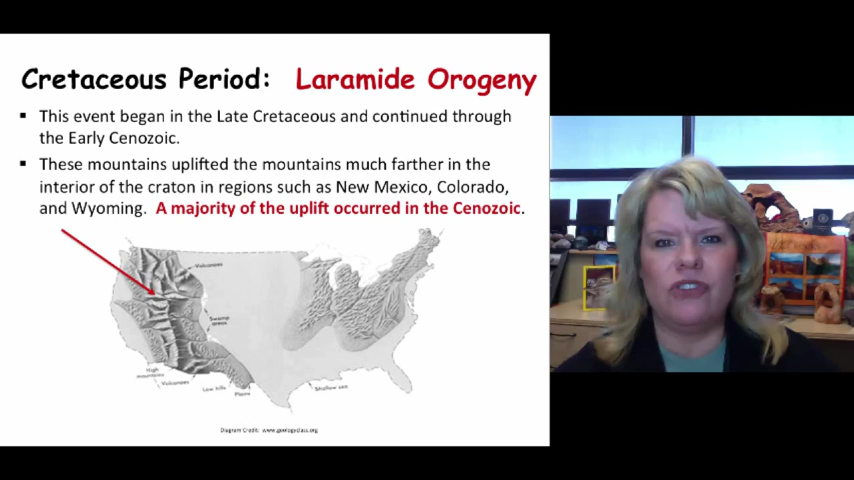 Cretaceous Period: Laramide Orogeny
▪ This event began in the Late Cretaceous and continued through
the Early Cenozoic.
▪ These mountains uplifted the mountains much farther in the
interior of the craton in regions such as New Mexico, Colorado,
and Wyoming. A majority of the uplift occurred in the Cenozoic.
Volcanoes
Swamp
areas
High
mountains
Volcanoes
Low hills
Plains
Shallow sea
Diagram Credit: www.geologyclass.org